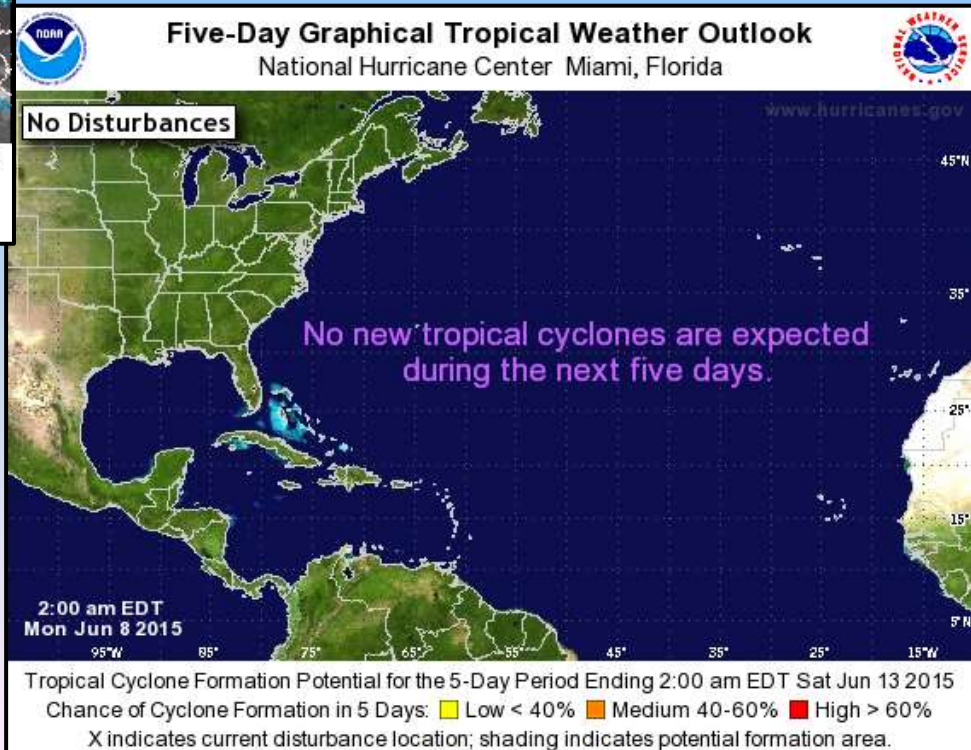 Five-Day Graphical Tropical Weather Outlook
National Hurricane Center Miami, Florida
NOAA
NATIONAL WEATHER SERVICE
No Disturbances
www.hurricanes.gov
45°N
35°
No new tropical cyclones are expected
during the next five days.
25°
15°
2:00 am EDT
Mon Jun 8 2015
5°N
95°W 85° 75° 65° 55° 45° 35° 25° 15°W
Tropical Cyclone Formation Potential for the 5-Day Period Ending 2:00 am EDT Sat Jun 13 2015
Chance of Cyclone Formation in 5 Days: Low < 40% Medium 40-60% High > 60%
X indicates current disturbance location; shading indicates potential formation area.